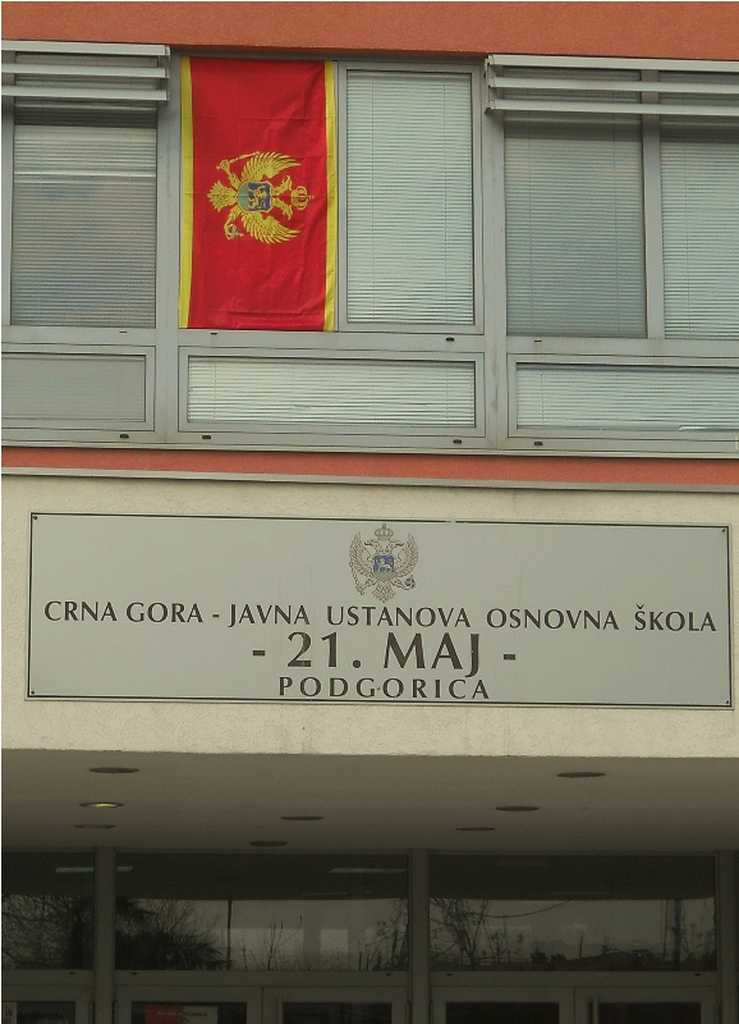 CRNA GORA - JAVNA USTANOVA OSNOVNA ŠKOLA
- 21. MAJ -
PODGORICA